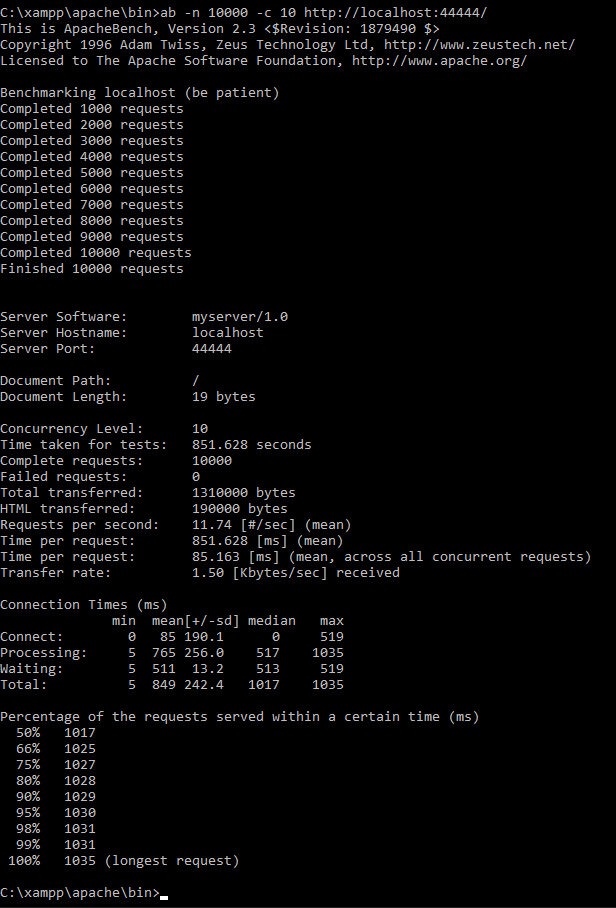 C:\xampp\apache\bin>ab -n 10000 -c 10 http://localhost:44444/
This is ApacheBench, Version 2.3 <$Revision: 1879490 $>
Copyright 1996 Adam Twiss, Zeus Technology Ltd, http://www.zeustech.net/
Licensed to The Apache Software Foundation, http://www.apache.org/

Benchmarking localhost (be patient)
Completed 1000 requests
Completed 2000 requests
Completed 3000 requests
Completed 4000 requests
Completed 5000 requests
Completed 6000 requests
Completed 7000 requests
Completed 8000 requests
Completed 9000 requests
Completed 10000 requests
Finished 10000 requests


Server Software:        myserver/1.0
Server Hostname:        localhost
Server Port:            44444

Document Path:          /
Document Length:        19 bytes

Concurrency Level:      10
Time taken for tests:   851.628 seconds
Complete requests:      10000
Failed requests:        0
Total transferred:      1310000 bytes
HTML transferred:       190000 bytes
Requests per second:    11.74 [#/sec] (mean)
Time per request:       851.628 [ms] (mean)
Time per request:       85.163 [ms] (mean, across all concurrent requests)
Transfer rate:          1.50 [Kbytes/sec] received

Connection Times (ms)
              min  mean[+/-sd] median   max
Connect:        0   85 190.1      0     519
Processing:     5  765 256.0    517    1035
Waiting:        5  511  13.2    513     519
Total:          5  849 242.4   1017    1035

Percentage of the requests served within a certain time (ms)
  50%   1017
  66%   1025
  75%   1027
  80%   1028
  90%   1029
  95%   1030
  98%   1031
  99%   1031
 100%   1035 (longest request)

C:\xampp\apache\bin>